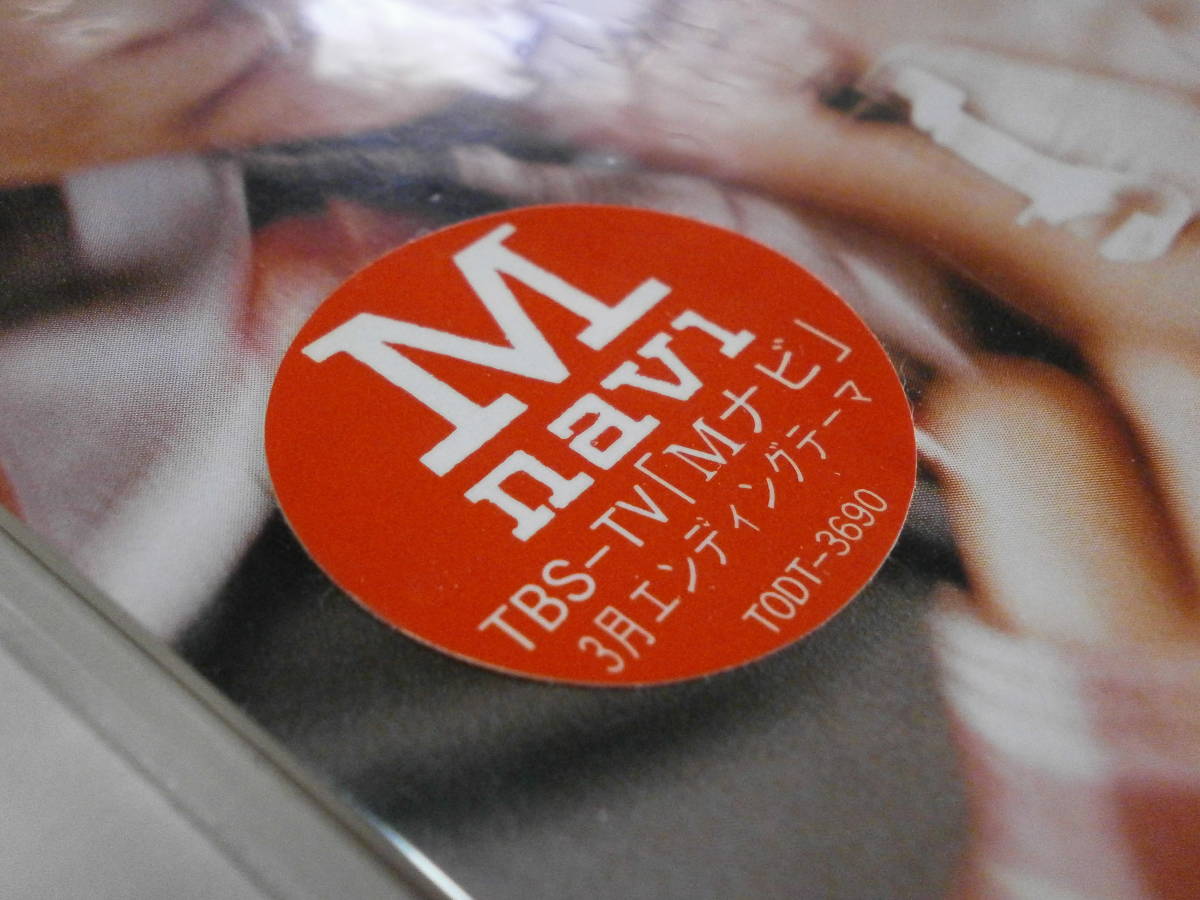 M
navi
TBS-TV「Mナビ」
3月エンディングテーマ
TODT-3690